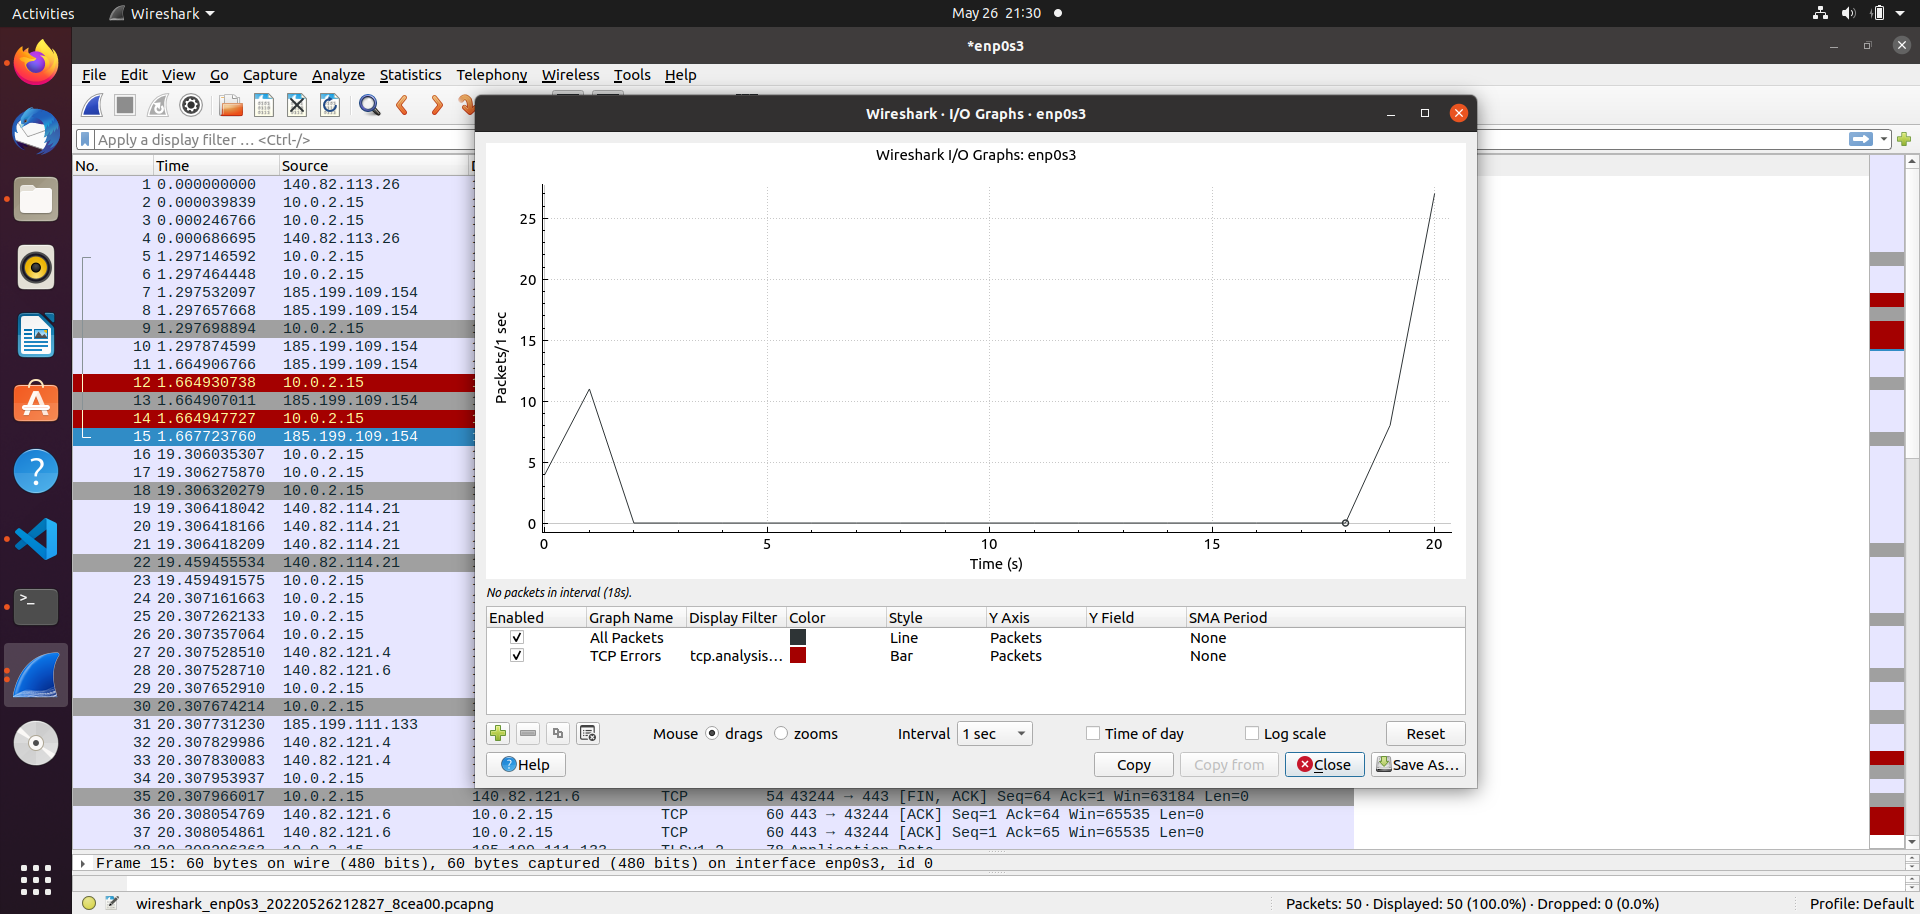 Activities Wireshark May 26 21:30
*enp0s3
File Edit View Go Capture Analyze Statistics Telephony Wireless Tools Help
Apply a display filter … <Ctrl-/>
No. Time Source
1 0.000000000 140.82.113.26
2 0.000039839 10.0.2.15
3 0.000246766 10.0.2.15
4 0.000686695 140.82.113.26
5 1.297146592 10.0.2.15
6 1.297464448 10.0.2.15
7 1.297532097 185.199.109.154
8 1.297657668 185.199.109.154
9 1.297698894 10.0.2.15
10 1.297874599 185.199.109.154
11 1.664906766 185.199.109.154
12 1.664930738 10.0.2.15
13 1.664907011 185.199.109.154
14 1.664947727 10.0.2.15
15 1.667723760 185.199.109.154
16 19.306035307 10.0.2.15
17 19.306275870 10.0.2.15
18 19.306320279 10.0.2.15
19 19.306418042 140.82.114.21
20 19.306418166 140.82.114.21
21 19.306418209 140.82.114.21
22 19.459455534 140.82.114.21
23 19.459491575 10.0.2.15
24 20.307161663 10.0.2.15
25 20.307262133 10.0.2.15
26 20.307357064 10.0.2.15
27 20.307528510 140.82.121.4
28 20.307528710 140.82.121.6
29 20.307652910 10.0.2.15
30 20.307674214 10.0.2.15
31 20.307731230 185.199.111.133
32 20.307829986 140.82.121.4
33 20.307830083 140.82.121.4
34 20.307953937 10.0.2.15
35 20.307966017 10.0.2.15 140.82.121.6 TCP 54 43244 → 443 [FIN, ACK] Seq=64 Ack=1 Win=63184 Len=0
36 20.308054769 140.82.121.6 10.0.2.15 TCP 60 443 → 43244 [ACK] Seq=1 Ack=64 Win=65535 Len=0
37 20.308054861 140.82.121.6 10.0.2.15 TCP 60 443 → 43244 [ACK] Seq=1 Ack=65 Win=65535 Len=0
Frame 15: 60 bytes on wire (480 bits), 60 bytes captured (480 bits) on interface enp0s3, id 0
wireshark_enp0s3_20220526212827_8cea00.pcapng Packets: 50 · Displayed: 50 (100.0%) · Dropped: 0 (0.0%) Profile: Default
Wireshark · I/O Graphs · enp0s3
Wireshark I/O Graphs: enp0s3
Packets/1 sec
25
20
15
10
5
0
0 5 10 15 20
Time (s)
No packets in interval (18s).
Enabled Graph Name Display Filter Color Style Y Axis Y Field SMA Period
All Packets Line Packets None
TCP Errors tcp.analysis… Bar Packets None
Mouse drags zooms Interval 1 sec Time of day Log scale Reset
Help Copy Copy from Close Save As…